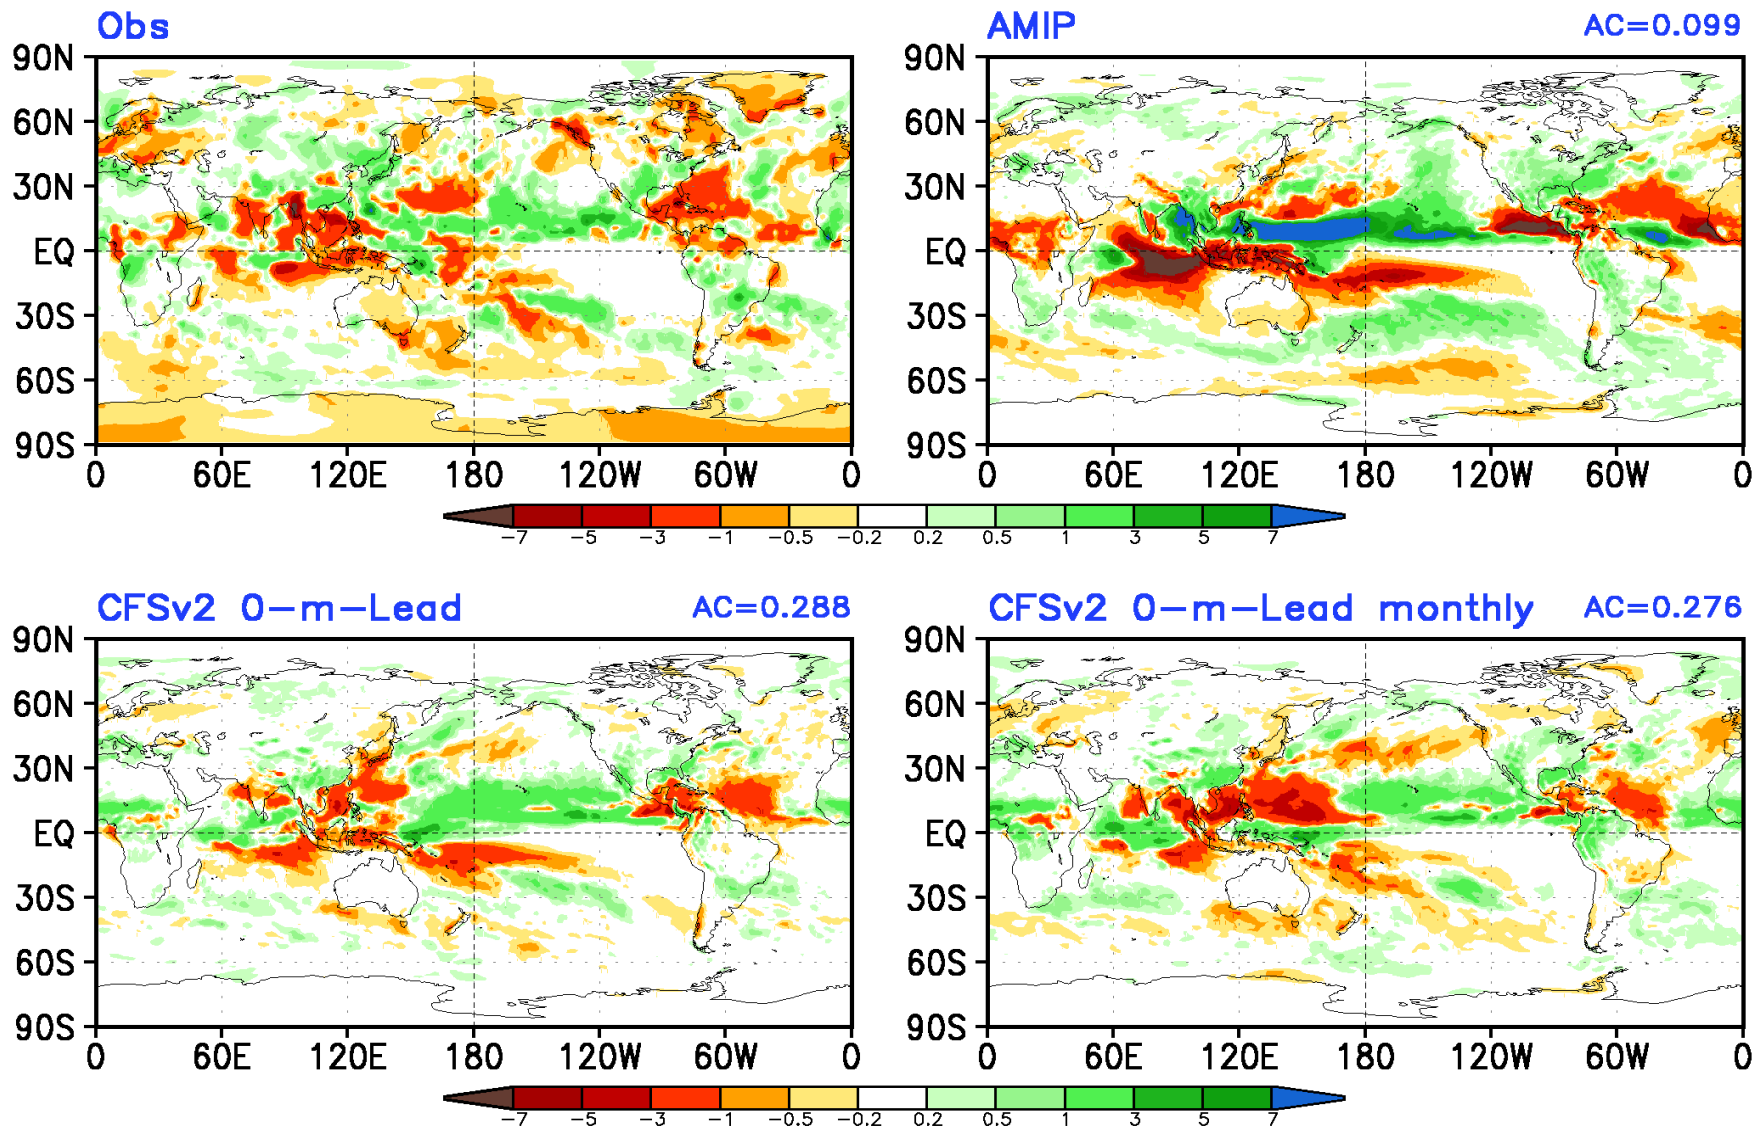 Obs
AMIP AC=0.099
90N 60N 30N EQ 30S 60S 90S
0 60E 120E 180 120W 60W 0
90N 60N 30N EQ 30S 60S 90S
0 60E 120E 180 120W 60W 0
-7 -5 -3 -1 -0.5 -0.2 0.2 0.5 1 3 5 7
CFSv2 0-m-Lead AC=0.288
CFSv2 0-m-Lead monthly AC=0.276
90N 60N 30N EQ 30S 60S 90S
0 60E 120E 180 120W 60W 0
90N 60N 30N EQ 30S 60S 90S
0 60E 120E 180 120W 60W 0
-7 -5 -3 -1 -0.5 -0.2 0.2 0.5 1 3 5 7